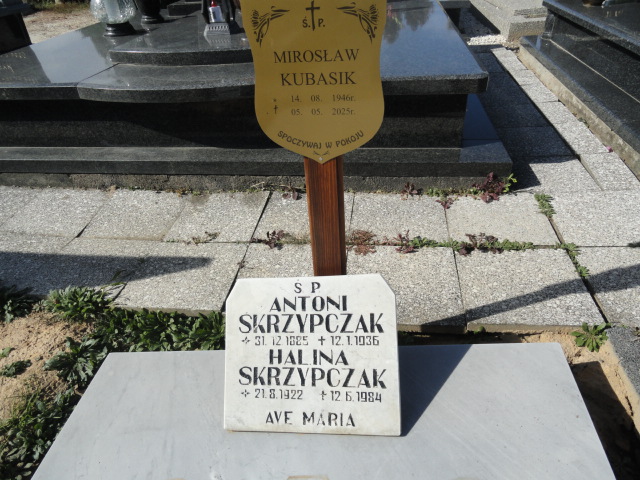 Ś. P.
MIROSŁAW
KUBASIK
14. 08. 1946r.
05. 05. 2025r.
SPOCZYWAJ W POKOJU
Ś P
ANTONI
SKRZYPCZAK
31.12.1885 12.1.1936
HALINA
SKRZYPCZAK
21.8.1922 12.6.1984
AVE MARIA